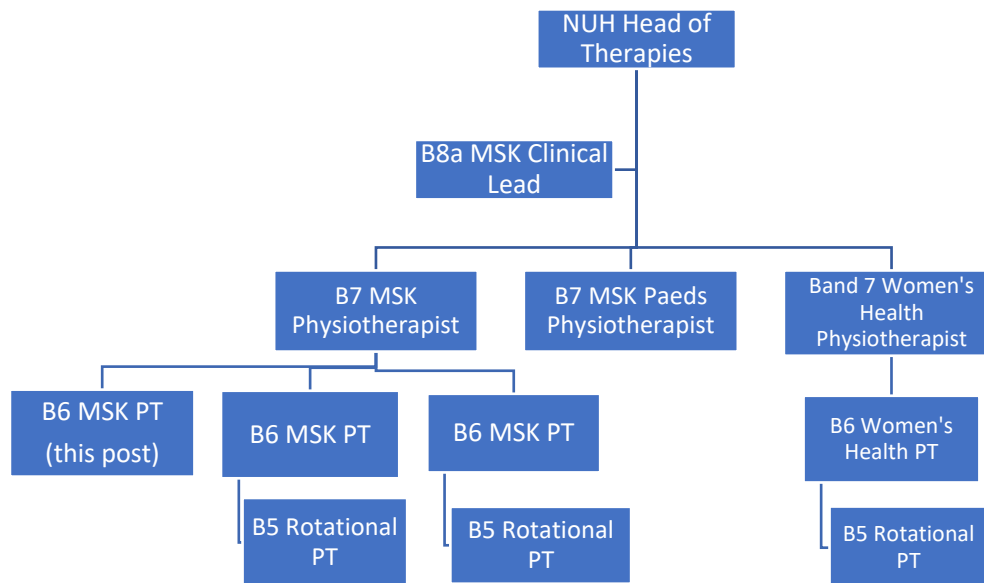 NUH Head of
Therapies
B8a MSK Clinical
Lead
B7 MSK
Physiotherapist
B7 MSK Paeds
Physiotherapist
Band 7 Women's
Health
Physiotherapist
B6 MSK PT
(this post)
B6 MSK PT
B6 MSK PT
B6 Women's
Health PT
B5 Rotational
PT
B5 Rotational
PT
B5 Rotational
PT